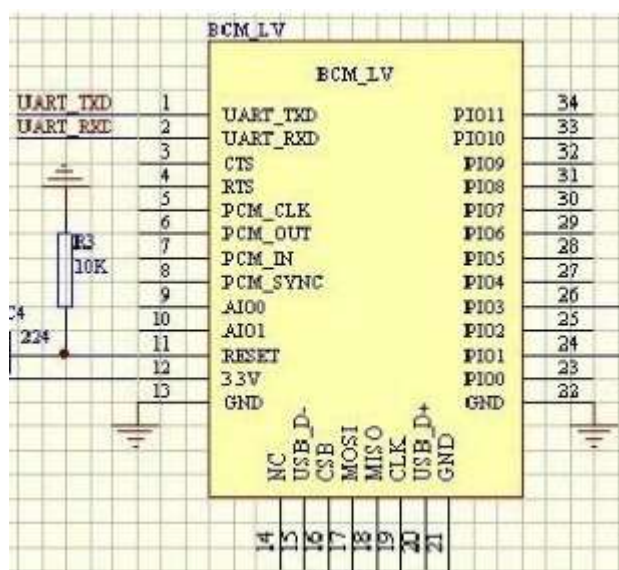 BCM_LV
BCM_LV
UART_TXD 1 UART_TXD PIO11 34
UART_RXD 2 UART_RXD PIO10 33
3 CTS PIO9 32
4 RTS PIO8 31
5 PCM_CLK PIO7 30
6 PCM_OUT PIO6 29
7 PCM_IN PIO5 28
8 PCM_SYNC PIO4 27
9 AIO0 PIO3 26
10 AIO1 PIO2 25
11 RESET PIO1 24
12 33V PIO0 23
13 GND GND 22
R3
10K
224
NC USB_D- CSB MOSI MISO CLK USB_D+ GND
14 15 16 17 18 19 20 21